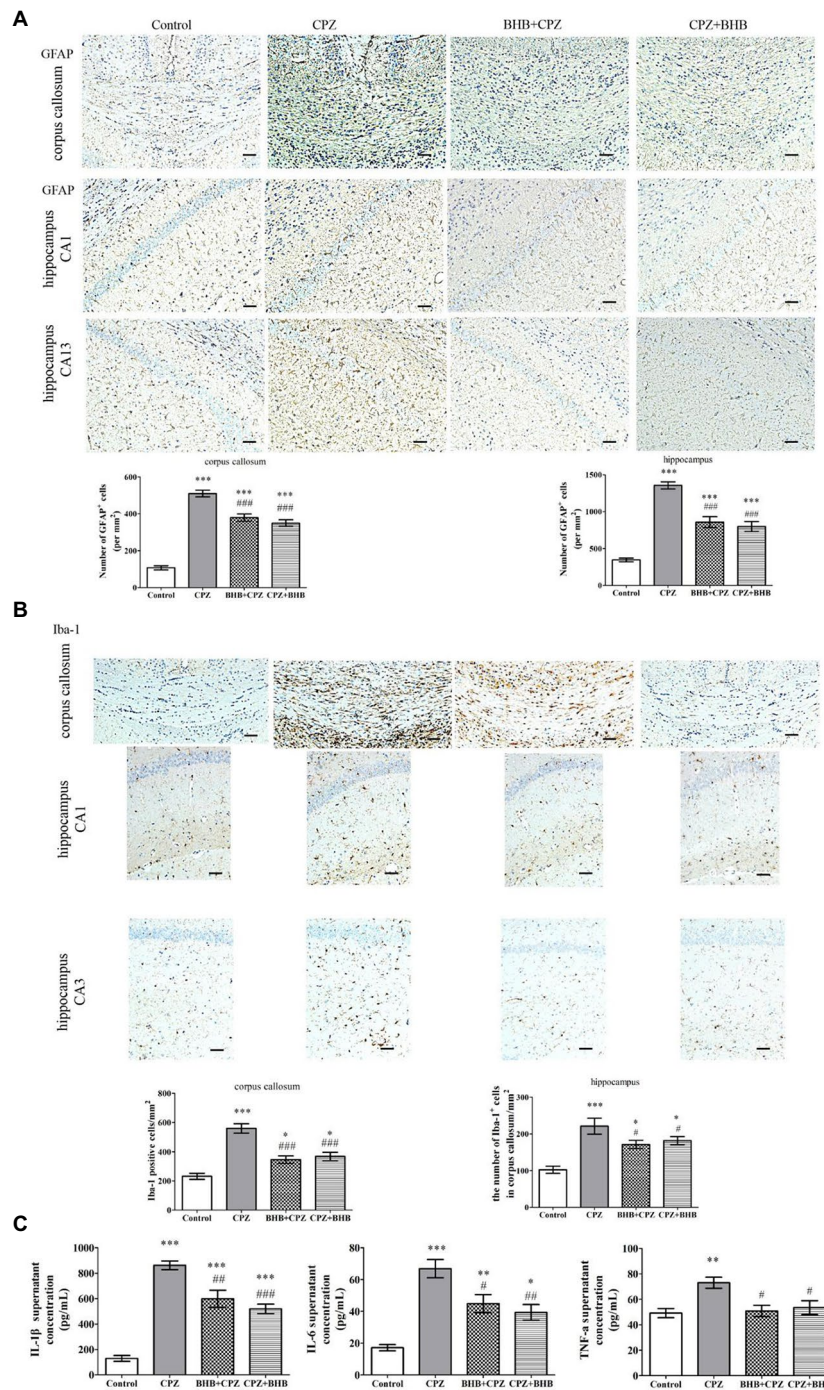 A
Control CPZ BHB+CPZ CPZ+BHB
GFAP
corpus callosum
GFAP
hippocampus
CA1
hippocampus
CA13
corpus callosum
Number of GFAP+ cells
(per mm²)
600
400
200
0
*** *** ***
### ###
Control CPZ BHB+CPZ CPZ+BHB
hippocampus
Number of GFAP+ cells
(per mm²)
1500
1000
500
0
*** *** ***
### ###
Control CPZ BHB+CPZ CPZ+BHB
B
Iba-1
corpus callosum
hippocampus
CA1
hippocampus
CA3
corpus callosum
Iba-1 positive cells/mm²
800
600
400
200
0
*** * *
### ###
Control CPZ BHB+CPZ CPZ+BHB
hippocampus
the number of Iba-1+ cells
in corpus callosum/mm²
300
200
100
0
*** * *
# #
Control CPZ BHB+CPZ CPZ+BHB
C
IL-1β supernatant
concentration
(pg/mL)
1000
800
600
400
200
0
*** *** ***
## ###
Control CPZ BHB+CPZ CPZ+BHB
IL-6 supernatant
concentration
(pg/mL)
80
60
40
20
0
*** ** *
# ##
Control CPZ BHB+CPZ CPZ+BHB
TNF-a supernatant
concentration
(pg/mL)
100
80
60
40
20
0
** # #
Control CPZ BHB+CPZ CPZ+BHB